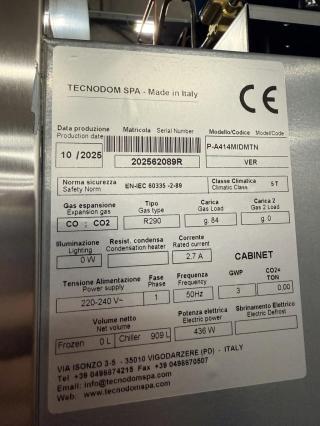 TECNODOM SPA - Made in Italy
CE
Data produzione Production date
Matricola Serial Number
Modello/Codice Model/Code
10 / 2025
202562089R
P-A414MIDMTN
VER
Norma sicurezza Safety Norm
EN-IEC 60335 -2-89
Classe Climatica Climatic Class
5 T
Gas espansione Expansion gas
Tipo Gas type
Carica Gas Load
Carica 2 Gas 2 Load
CO ; CO2
R290
g. 84
g. 0
Illuminazione Lighting
Resist. condensa Condensation heater
Corrente Rated current
0 W
2.7 A
CABINET
Tensione Alimentazione Power supply
Fase Phase
Frequenza Frequency
GWP
CO2+ TON
220-240 V~
1
50Hz
3
0,00
Volume netto Net volume
Potenza elettrica Electric power
Sbrinamento Elettrico Electric Defrost
Frozen 0 L Chiller 909 L
436 W
VIA ISONZO 3-5 - 35010 VIGODARZERE (PD) - ITALY
Tel +39 0498874215 Fax +39 0498870507
Email: info@tecnodomspa.com
Web: www.tecnodomspa.com